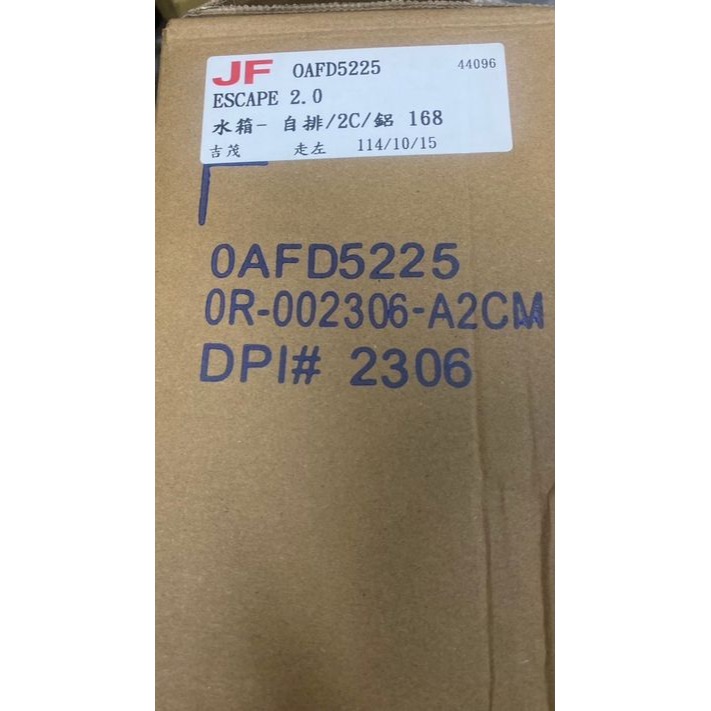 JF OAFD5225 44096
ESCAPE 2.0
水箱- 自排/2C/鋁 168
吉茂 走左 114/10/15
0AFD5225
0R-002306-A2CM
DPI# 2306